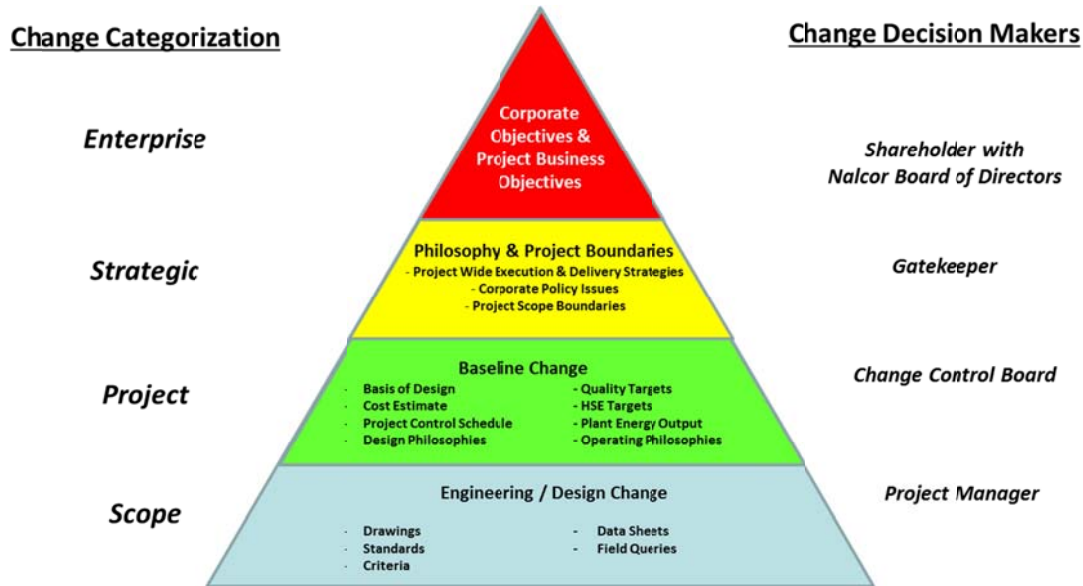 Change Categorization
Change Decision Makers
Enterprise
Corporate
Objectives &
Project Business
Objectives
Shareholder with
Nalcor Board of Directors
Strategic
Philosophy & Project Boundaries
- Project Wide Execution & Delivery Strategies
- Corporate Policy Issues
- Project Scope Boundaries
Gatekeeper
Project
Baseline Change
· Basis of Design
· Cost Estimate
· Project Control Schedule
· Design Philosophies
- Quality Targets
- HSE Targets
- Plant Energy Output
- Operating Philosophies
Change Control Board
Scope
Engineering / Design Change
· Drawings
· Standards
· Criteria
- Data Sheets
- Field Queries
Project Manager